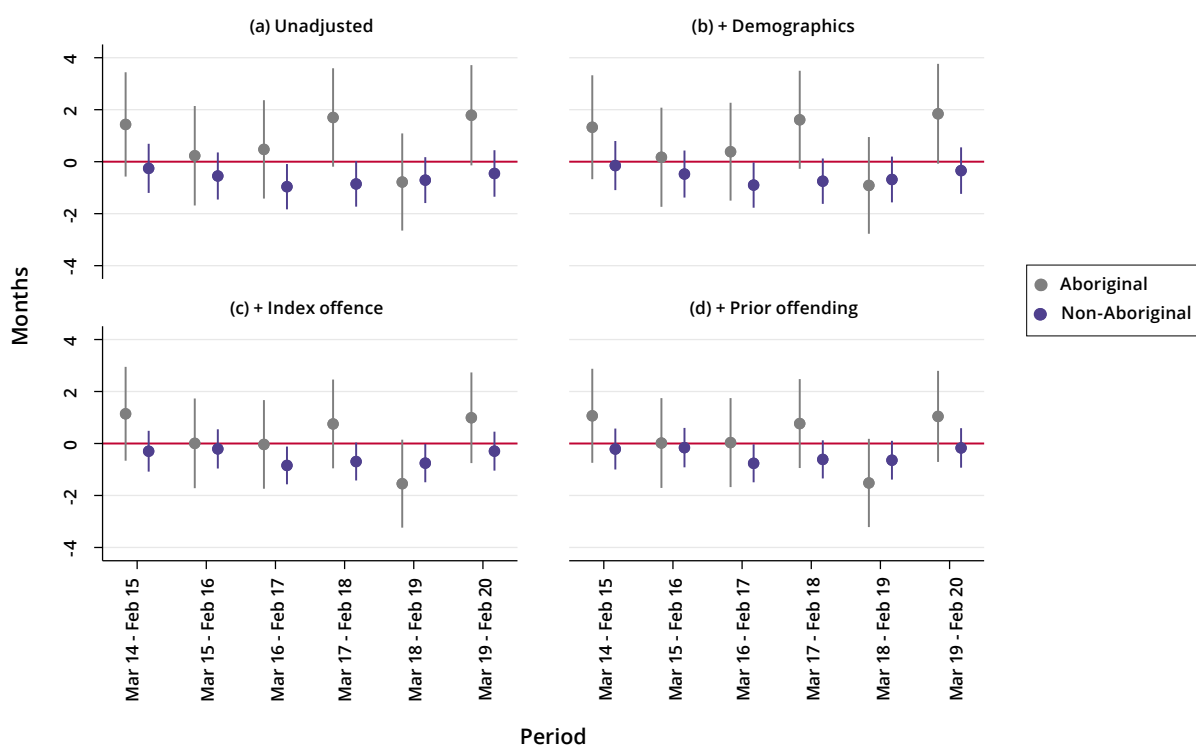 (a) Unadjusted
(b) + Demographics
4
2
0
-2
-4
(c) + Index offence
(d) + Prior offending
4
2
0
-2
-4
Months
Mar 14 - Feb 15
Mar 15 - Feb 16
Mar 16 - Feb 17
Mar 17 - Feb 18
Mar 18 - Feb 19
Mar 19 - Feb 20
Mar 14 - Feb 15
Mar 15 - Feb 16
Mar 16 - Feb 17
Mar 17 - Feb 18
Mar 18 - Feb 19
Mar 19 - Feb 20
Period
Aboriginal
Non-Aboriginal